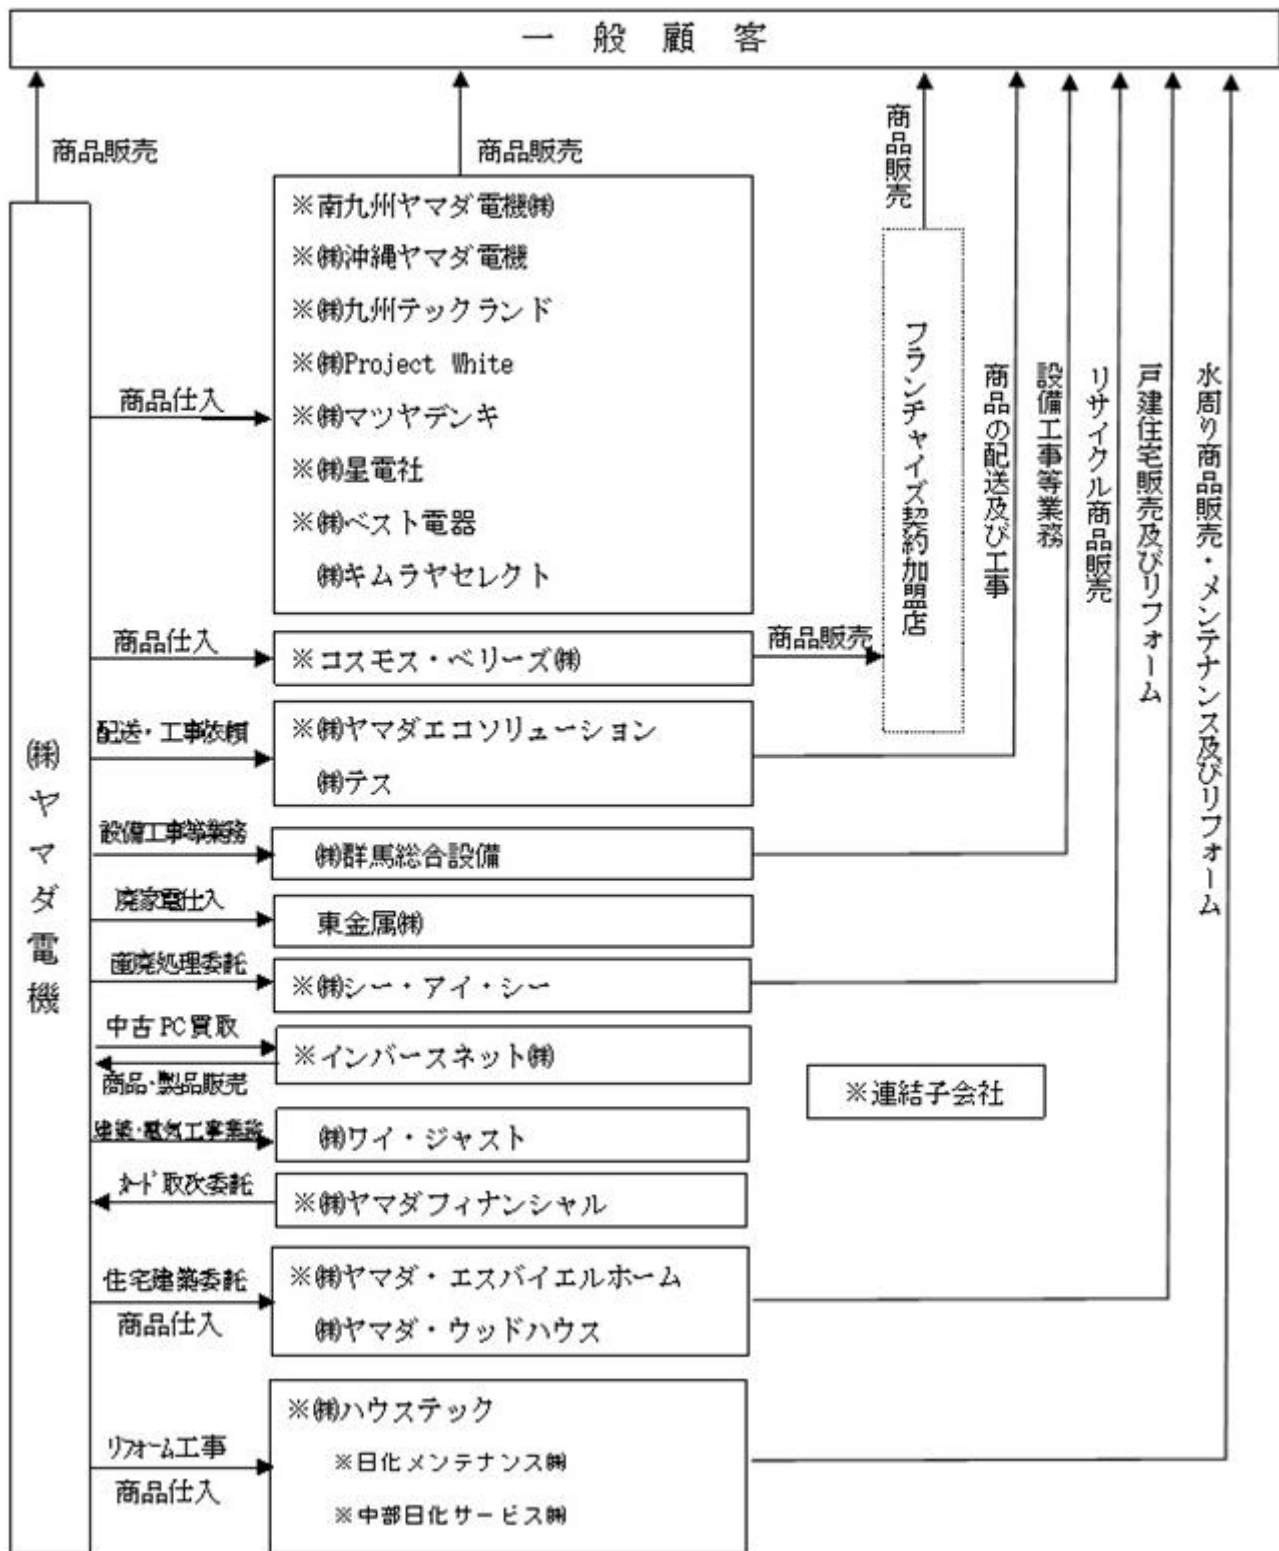 一般顧客
商品販売
商品販売
商品販売
※南九州ヤマダ電機㈱
※㈱沖縄ヤマダ電機
※㈱九州テックランド
※㈱Project White
※㈱マツヤデンキ
※㈱星電社
※㈱ベスト電器
㈱キムラヤセレクト
商品仕入
フランチャイズ契約加盟店
商品の配送及び工事
設備工事等業務
リサイクル商品販売
戸建住宅販売及びリフォーム
水周り商品販売・メンテナンス及びリフォーム
商品仕入
※コスモス・ベリーズ㈱
商品販売
㈱ヤマダ電機
配送・工事依頼
※㈱ヤマダエコソリューション
㈱テス
設備工事等業務
㈱群馬総合設備
廃家電仕入
東金属㈱
産廃処理委託
※㈱シー・アイ・シー
中古PC買取
※インバースネット㈱
商品・製品販売
※連結子会社
建築・電気工事業務
㈱ワイ・ジャスト
カード取次委託
※㈱ヤマダフィナンシャル
住宅建築委託
商品仕入
※㈱ヤマダ・エスバイエルホーム
㈱ヤマダ・ウッドハウス
リフォーム工事
商品仕入
※㈱ハウステック
※日化メンテナンス㈱
※中部日化サービス㈱